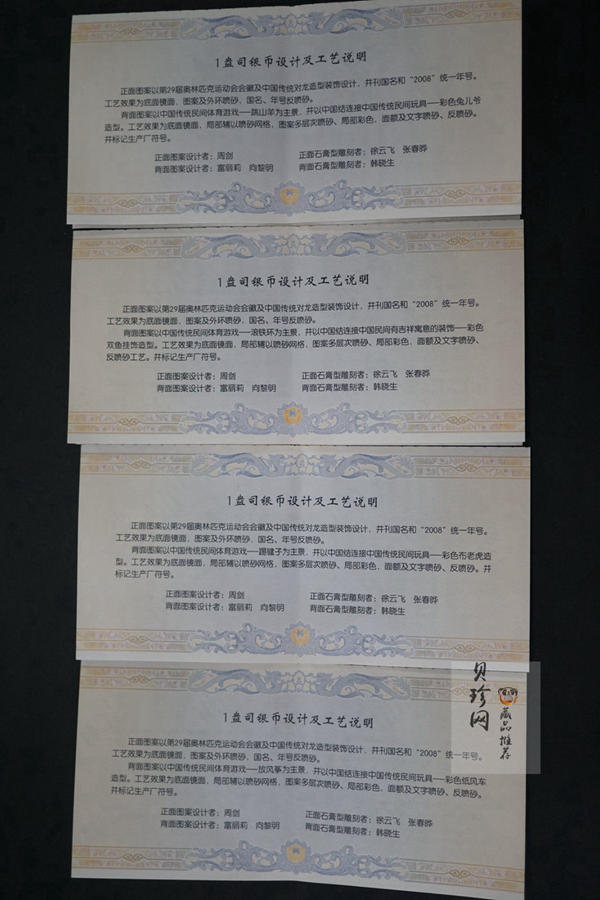 1盎司银币设计及工艺说明
正面图案以第29届奥林匹克运动会会徽及中国传统对龙造型装饰设计，并刊国名和“2008”统一年号。
工艺效果为底面镜面，图案及外环喷砂，国名、年号反喷砂。
背面图案以中国传统民间体育游戏——跳山羊为主景，并以中国结连接中国传统民间玩具——彩色兔儿爷
造型。工艺效果为底面镜面，局部辅以喷砂网格，图案多层次喷砂、局部彩色，面额及文字喷砂、反喷砂。
并标记生产厂符号。
正面图案设计者：周剑 正面石膏型雕刻者：徐云飞 张春晔
背面图案设计者：富丽莉 向黎明 背面石膏型雕刻者：韩晓生
1盎司银币设计及工艺说明
正面图案以第29届奥林匹克运动会会徽及中国传统对龙造型装饰设计，并刊国名和“2008”统一年号。
工艺效果为底面镜面，图案及外环喷砂，国名、年号反喷砂。
背面图案以中国传统民间体育游戏——滚铁环为主景，并以中国结连接中国民间有吉祥寓意的装饰——彩色
双鱼挂饰造型。工艺效果为底面镜面，局部辅以喷砂网格，图案多层次喷砂、局部彩色，面额及文字喷砂、
反喷砂工艺。并标记生产厂符号。
正面图案设计者：周剑 正面石膏型雕刻者：徐云飞 张春晔
背面图案设计者：富丽莉 向黎明 背面石膏型雕刻者：韩晓生
1盎司银币设计及工艺说明
正面图案以第29届奥林匹克运动会会徽及中国传统对龙造型装饰设计，并刊国名和“2008”统一年号。
工艺效果为底面镜面，图案及外环喷砂，国名、年号反喷砂。
背面图案以中国传统民间体育游戏——踢毽子为主景，并以中国结连接中国传统民间玩具——彩色布老虎造
型。工艺效果为底面镜面，局部辅以喷砂网格，图案多层次喷砂、局部彩色，面额及文字喷砂、反喷砂。并
标记生产厂符号。
正面图案设计者：周剑 正面石膏型雕刻者：徐云飞 张春晔
背面图案设计者：富丽莉 向黎明 背面石膏型雕刻者：韩晓生
1盎司银币设计及工艺说明
正面图案以第29届奥林匹克运动会会徽及中国传统对龙造型装饰设计，并刊国名和“2008”统一年号。
工艺效果为底面镜面，图案及外环喷砂，国名、年号反喷砂。
背面图案以中国传统民间体育游戏——放风筝为主景，并以中国结连接中国传统民间玩具——彩色纸风车
造型。工艺效果为底面镜面，局部辅以喷砂网格，图案多层次喷砂、局部彩色，面额及文字喷砂、反喷砂。
并标记生产厂符号。
正面图案设计者：周剑 正面石膏型雕刻者：徐云飞 张春晔
背面图案设计者：富丽莉 向黎明 背面石膏型雕刻者：韩晓生
贝珍网
藏品推荐